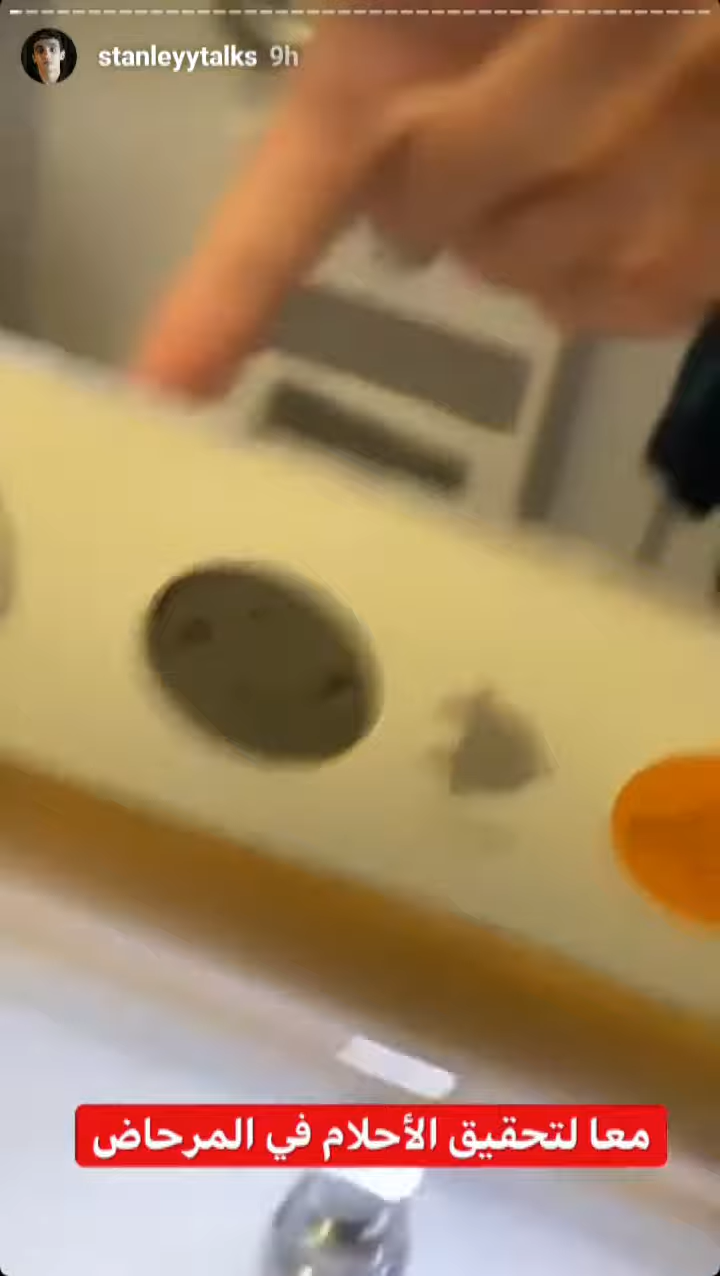 stanleyytalks 9h
معا لتحقيق الأحلام في المرحاض